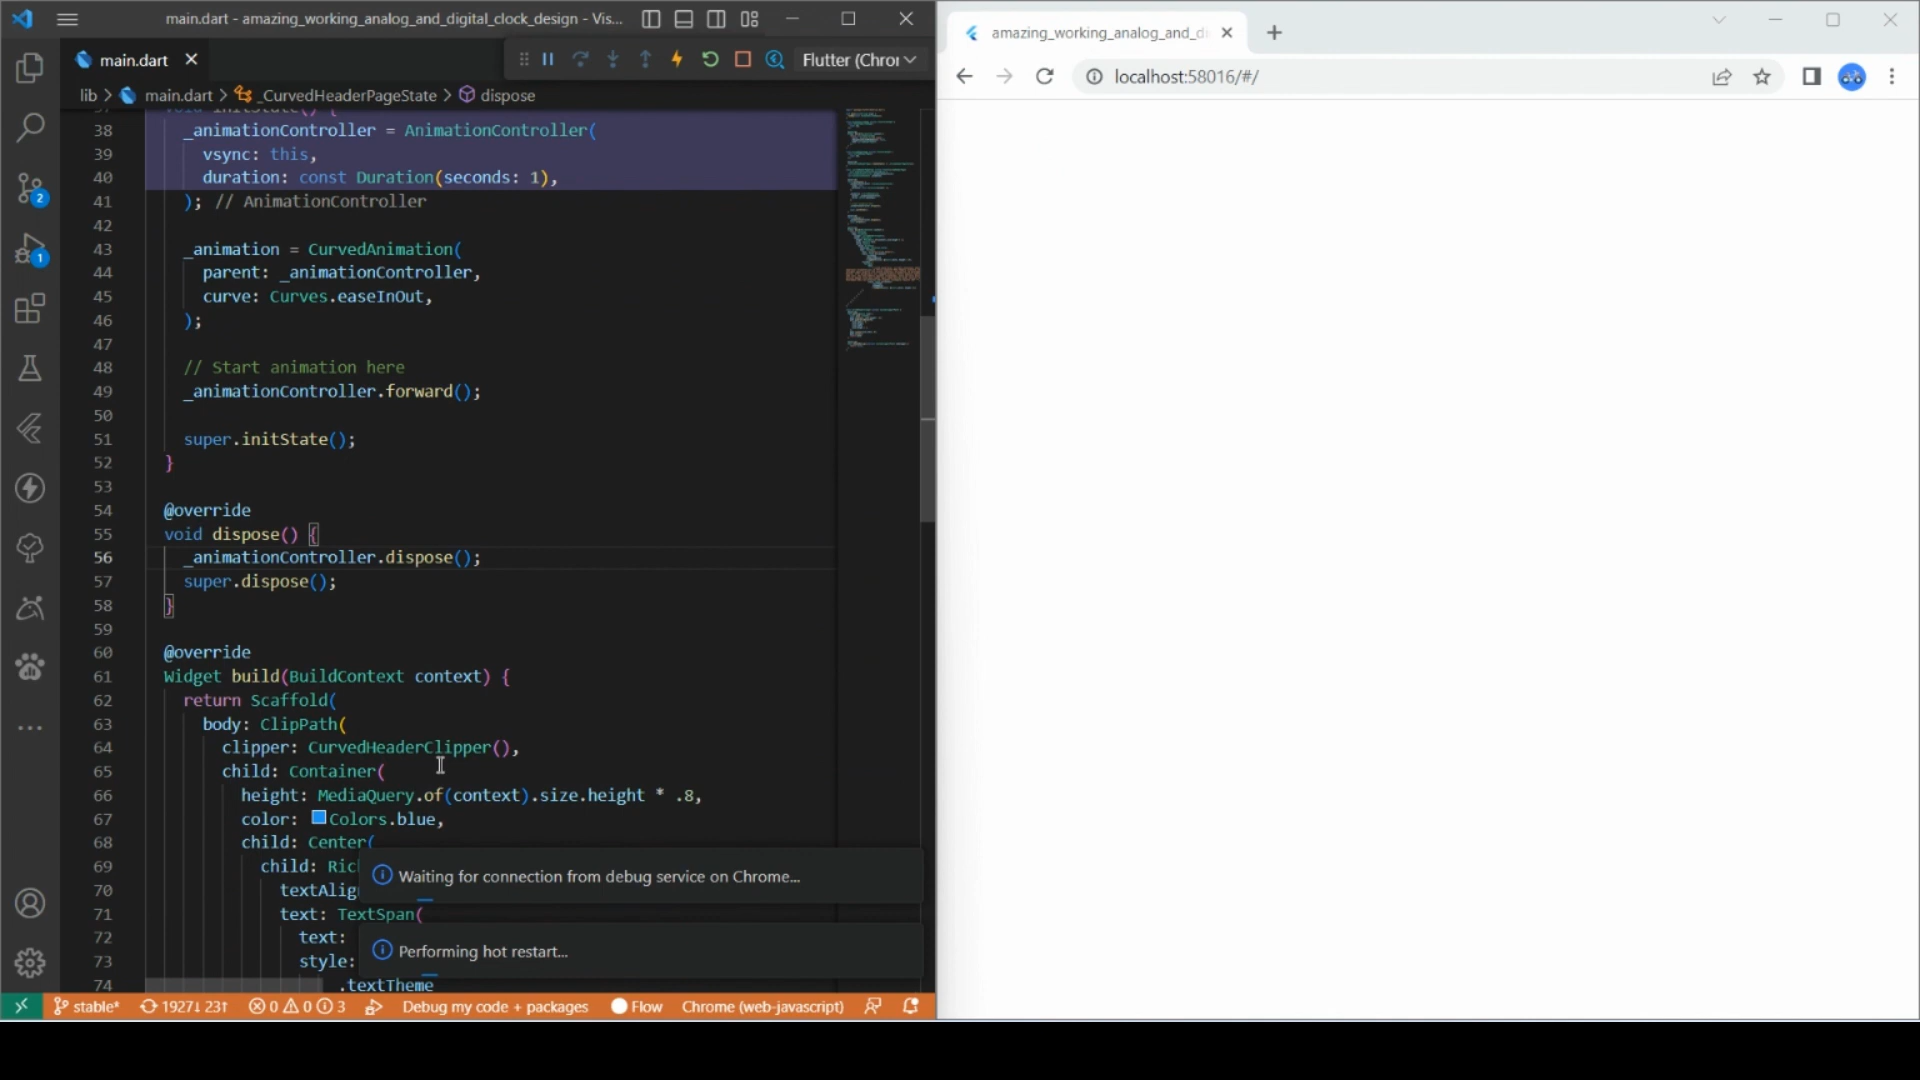 main.dart - amazing_working_analog_and_digital_clock_design - Vis...
main.dart
Flutter (Chror
lib > main.dart > _CurvedHeaderPageState > dispose
38 _animationController = AnimationController(
39 vsync: this,
40 duration: const Duration(seconds: 1),
41 ); // AnimationController
42
43 _animation = CurvedAnimation(
44 parent: _animationController,
45 curve: Curves.easeInOut,
46 );
47
48 // Start animation here
49 _animationController.forward();
50
51 super.initState();
52 }
53
54 @override
55 void dispose() {
56 _animationController.dispose();
57 super.dispose();
58 }
59
60 @override
61 Widget build(BuildContext context) {
62 return Scaffold(
63 body: ClipPath(
64 clipper: CurvedHeaderClipper(),
65 child: Container(
66 height: MediaQuery.of(context).size.height * .8,
67 color: Colors.blue,
68 child: Center(
69 child: Ric
70 textAlig
71 text: TextSpan(
72 text:
73 style:
74 .textTheme
Waiting for connection from debug service on Chrome...
Performing hot restart...
2
1
stable* 1927↓ 23↑ 0 0 3 Debug my code + packages Flow Chrome (web-javascript)
amazing_working_analog_and_di
localhost:58016/#/